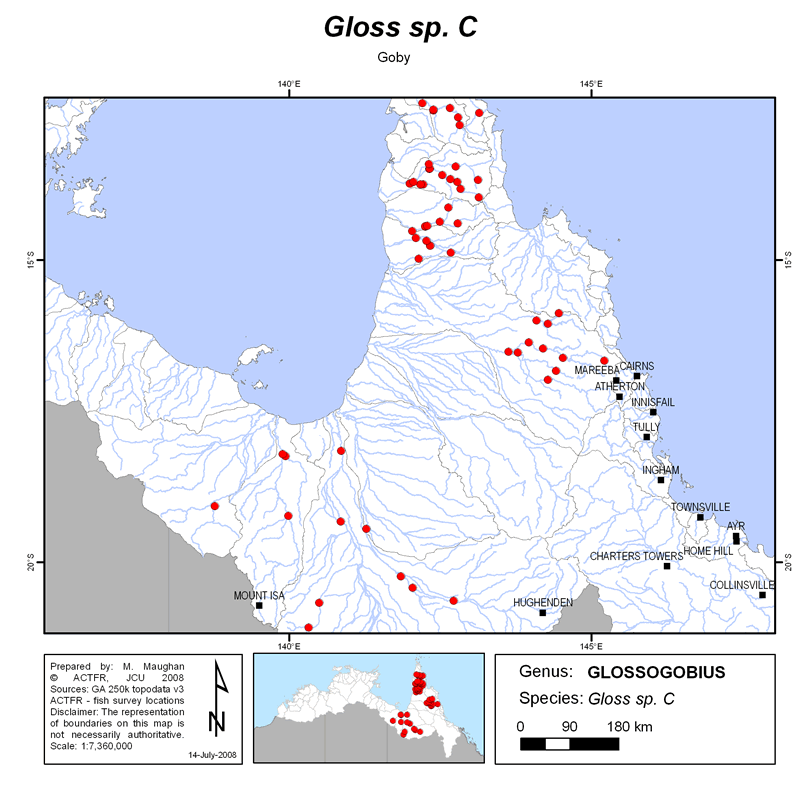 Gloss sp. C
Goby
140°E 145°E
15°S 15°S
MAREEBA CAIRNS
ATHERTON
INNISFAIL
TULLY
INGHAM
TOWNSVILLE
AYR
HOME HILL
CHARTERS TOWERS
20°S 20°S
COLLINSVILLE
MOUNT ISA
HUGHENDEN
140°E 145°E
Prepared by: M. Maughan
© ACTFR, JCU 2008
Sources: GA 250k topodata v3
ACTFR - fish survey locations
Disclaimer: The representation
of boundaries on this map is
not necessarily authoritative.
Scale: 1:7,360,000
N
14-July-2008
Genus: GLOSSOGOBIUS
Species: Gloss sp. C
0 90 180 km